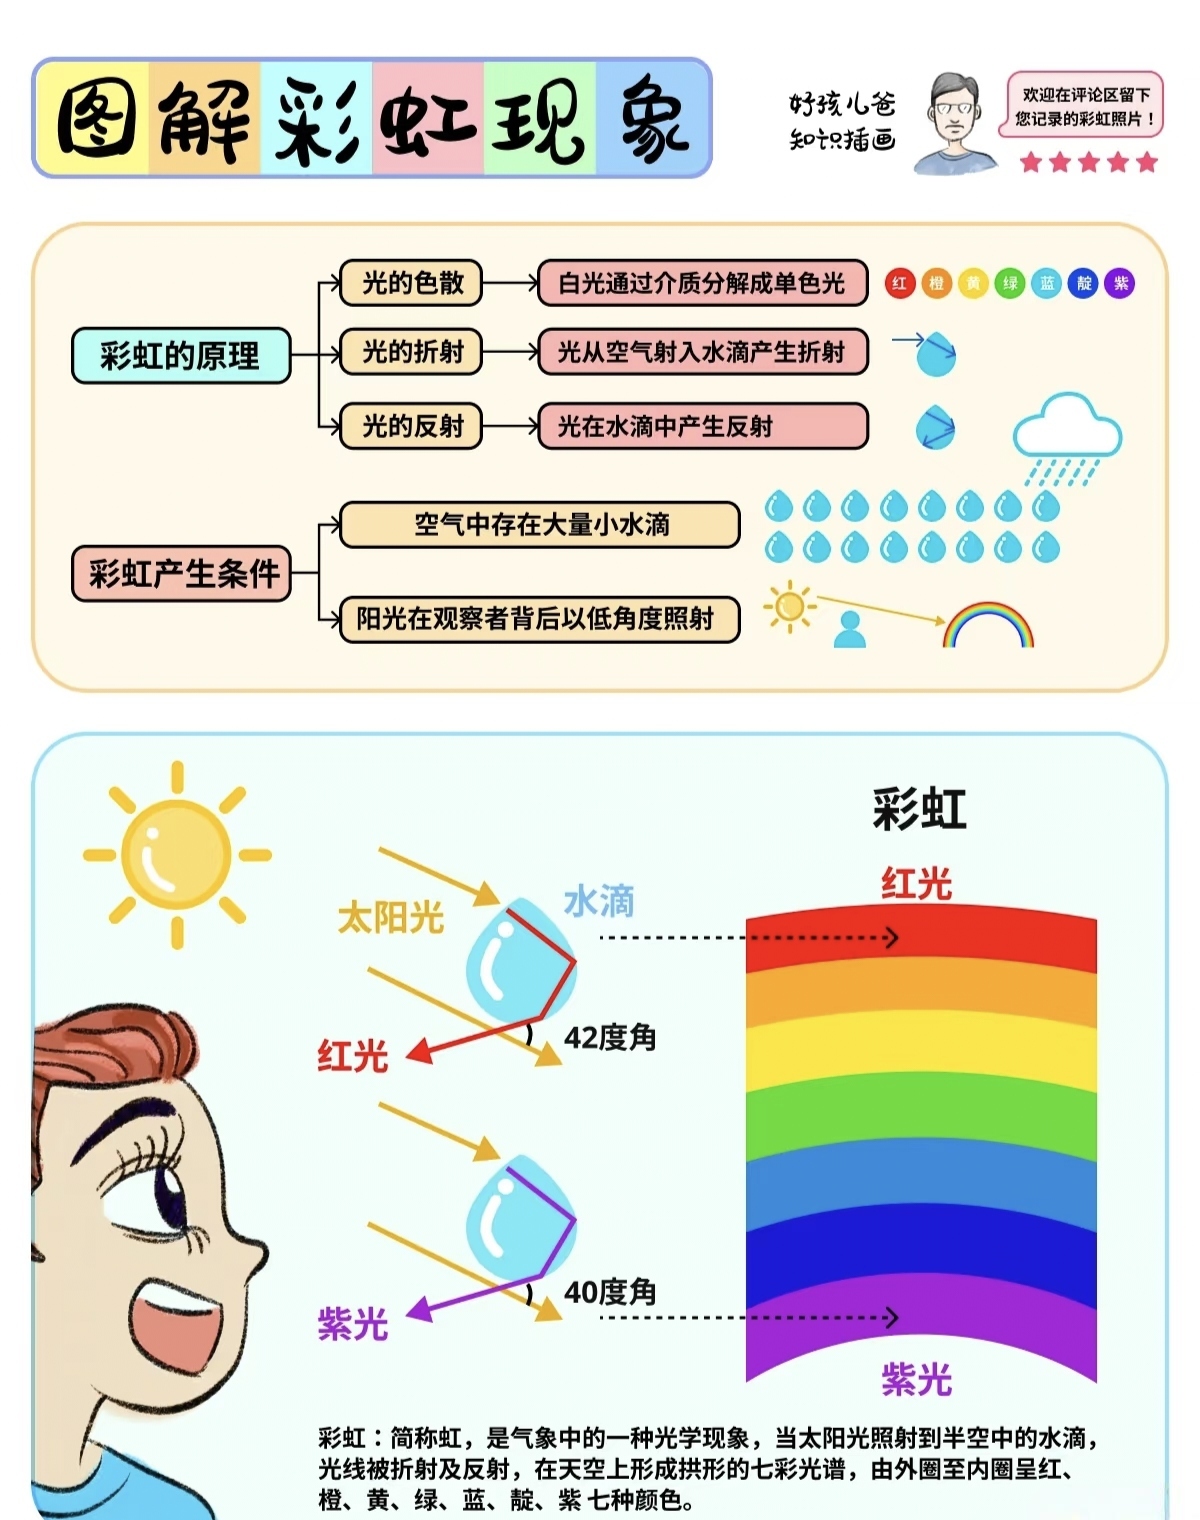 图解彩虹现象
好孩儿爸
知识插画
欢迎在评论区留下
您记录的彩虹照片！
彩虹的原理
光的色散
白光通过介质分解成单色光
红 橙 黄 绿 蓝 靛 紫
光的折射
光从空气射入水滴产生折射
光的反射
光在水滴中产生反射
彩虹产生条件
空气中存在大量小水滴
阳光在观察者背后以低角度照射
彩虹
红光
太阳光
水滴
42度角
红光
40度角
紫光
紫光
彩虹：简称虹，是气象中的一种光学现象，当太阳光照射到半空中的水滴，
光线被折射及反射，在天空上形成拱形的七彩光谱，由外圈至内圈呈红、
橙、黄、绿、蓝、靛、紫 七种颜色。